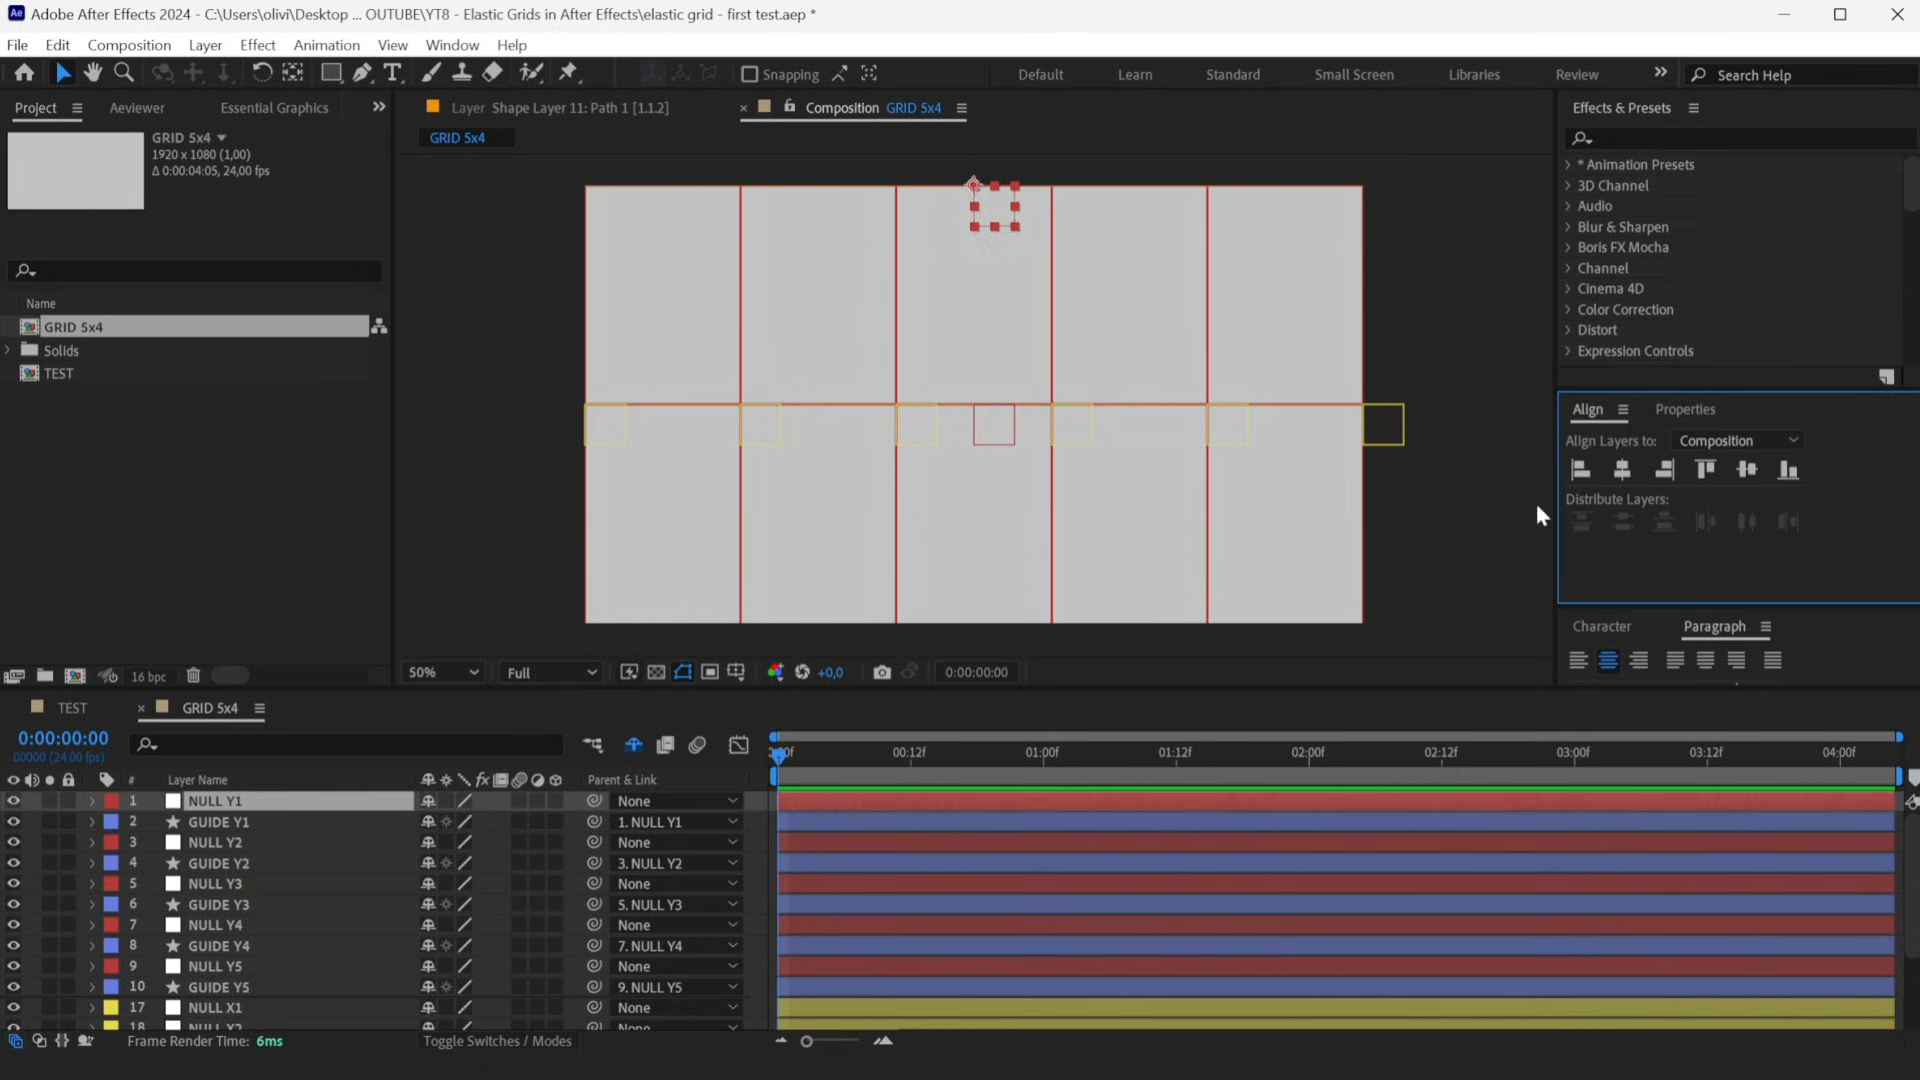 Adobe After Effects 2024 - C:\Users\olivi\Desktop ... OUTUBE\YT8 - Elastic Grids in After Effects\elastic grid - first test.aep *
File Edit Composition Layer Effect Animation View Window Help
Snapping Default Learn Standard Small Screen Libraries Review Search Help
Project Aeviewer Essential Graphics
Layer Shape Layer 11: Path 1 [1.1.2] Composition GRID 5x4
Effects & Presets
GRID 5x4
1920 x 1080 (1,00)
Δ 0:00:04:05, 24,00 fps
GRID 5x4
* Animation Presets
3D Channel
Audio
Blur & Sharpen
Boris FX Mocha
Channel
Cinema 4D
Color Correction
Distort
Expression Controls
Name
GRID 5x4
Solids
TEST
Align Properties
Align Layers to: Composition
Distribute Layers:
Character Paragraph
16 bpc
50% Full +0,0 0:00:00:00
TEST GRID 5x4
0:00:00:00
00000 (24.00 fps)
00:12f 01:00f 01:12f 02:00f 02:12f 03:00f 03:12f 04:00f
# Layer Name fx Parent & Link
1 NULL Y1 None
2 GUIDE Y1 1. NULL Y1
3 NULL Y2 None
4 GUIDE Y2 3. NULL Y2
5 NULL Y3 None
6 GUIDE Y3 5. NULL Y3
7 NULL Y4 None
8 GUIDE Y4 7. NULL Y4
9 NULL Y5 None
10 GUIDE Y5 9. NULL Y5
17 NULL X1 None
18
Frame Render Time: 6ms Toggle Switches / Modes